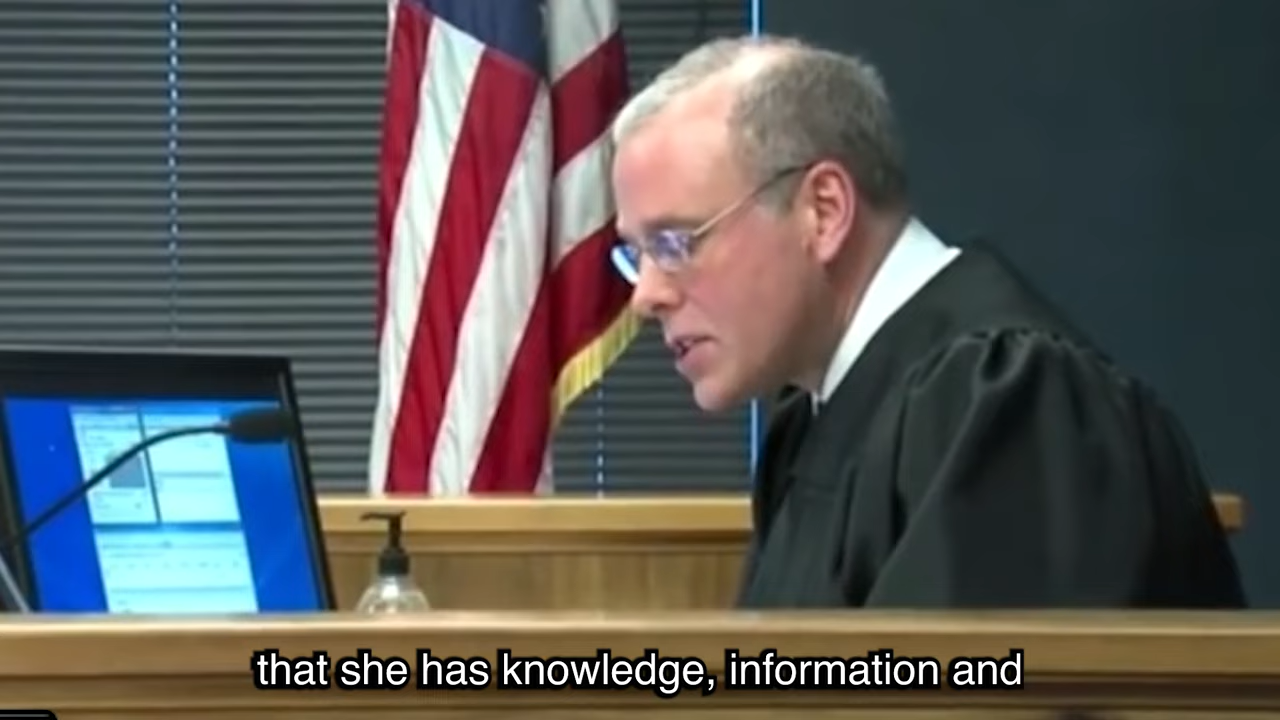 that she has knowledge, information and